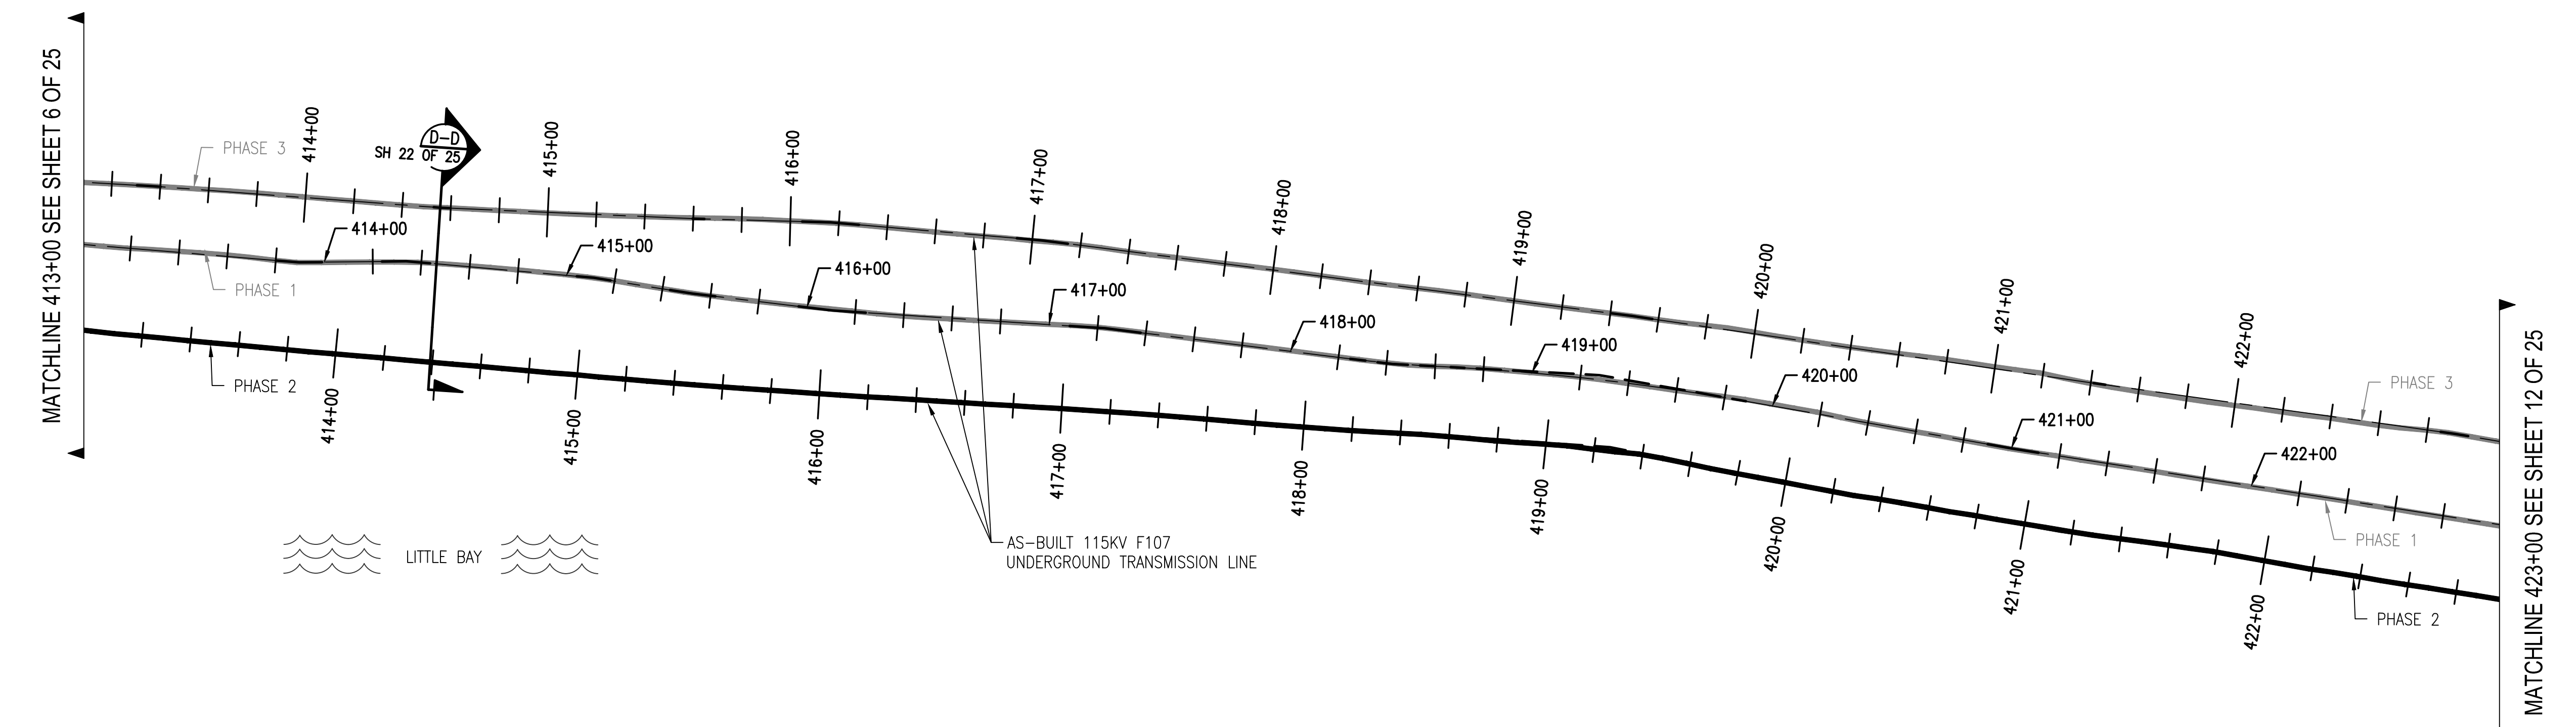 MATCHLINE 413+00 SEE SHEET 6 OF 25
PHASE 3
414+00
D-D
SH 22 OF 25
415+00
416+00
417+00
418+00
419+00
420+00
421+00
422+00
PHASE 3
414+00
415+00
416+00
417+00
418+00
419+00
420+00
421+00
422+00
PHASE 1
PHASE 1
PHASE 2
414+00
415+00
416+00
417+00
418+00
419+00
420+00
421+00
422+00
PHASE 2
LITTLE BAY
AS-BUILT 115KV F107
UNDERGROUND TRANSMISSION LINE
MATCHLINE 423+00 SEE SHEET 12 OF 25